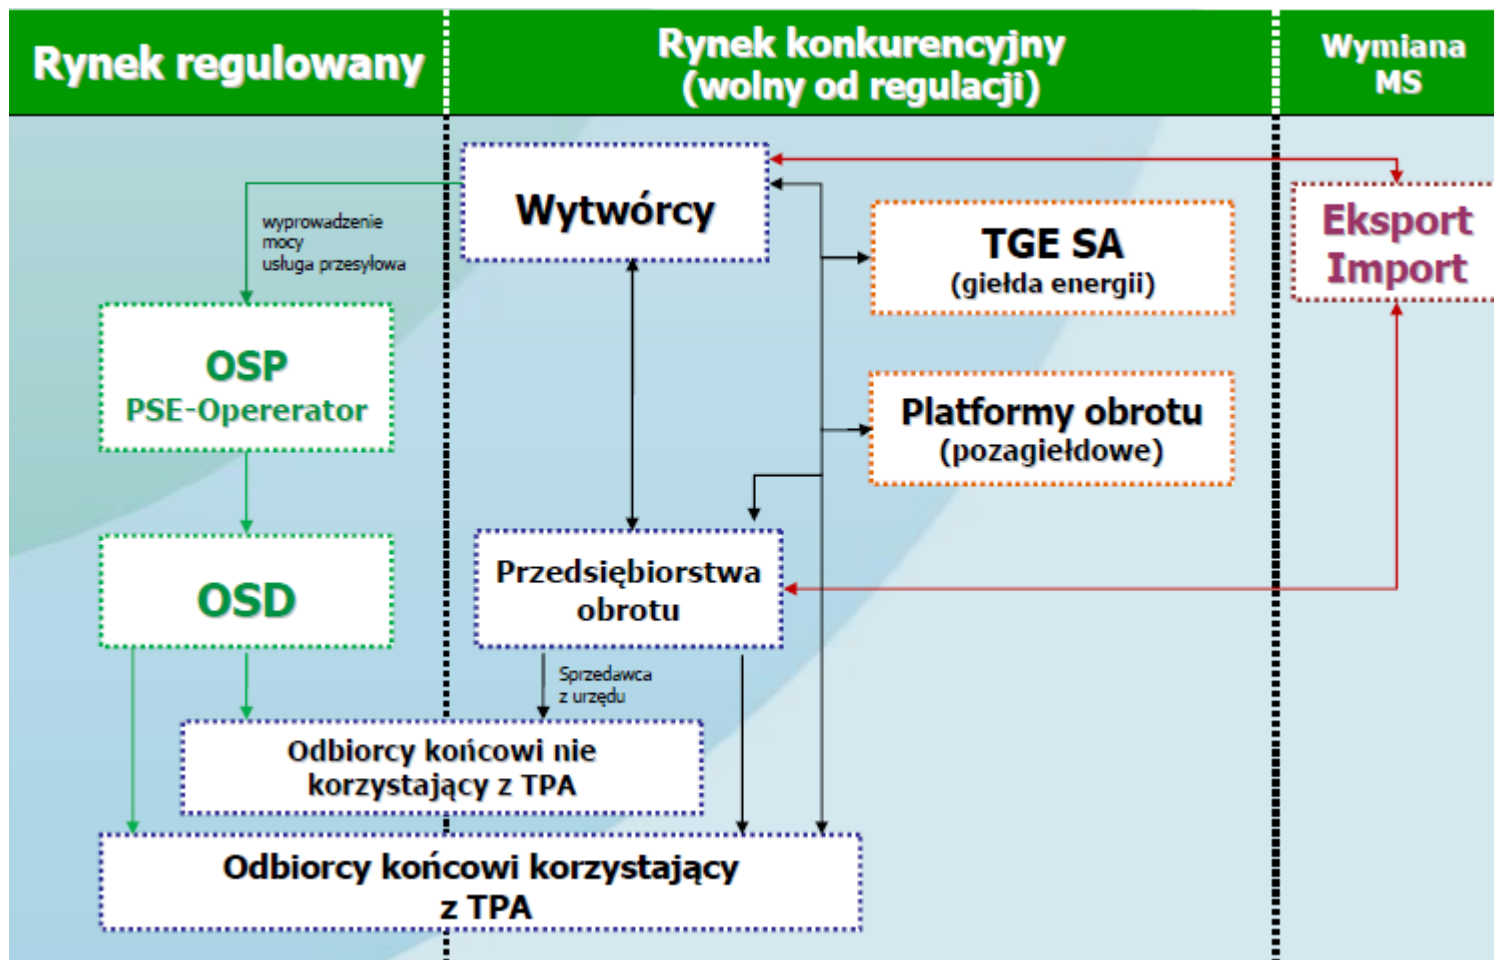 Rynek regulowany
Rynek konkurencyjny
(wolny od regulacji)
Wymiana
MS
Wytwórcy
wyprowadzenie
mocy
usługa przesyłowa
TGE SA
(giełda energii)
Eksport
Import
OSP
PSE-Opererator
Platformy obrotu
(pozagiełdowe)
OSD
Przedsiębiorstwa
obrotu
Sprzedawca
z urzędu
Odbiorcy końcowi nie
korzystający z TPA
Odbiorcy końcowi korzystający
z TPA